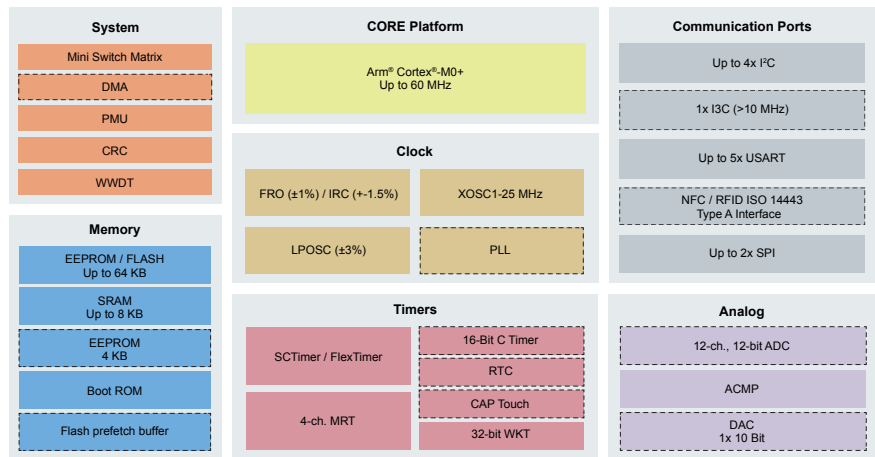 System
Mini Switch Matrix
DMA
PMU
CRC
WWDT
Memory
EEPROM / FLASH
Up to 64 KB
SRAM
Up to 8 KB
EEPROM
4 KB
Boot ROM
Flash prefetch buffer
CORE Platform
Arm® Cortex®-M0+
Up to 60 MHz
Clock
FRO (±1%) / IRC (+-1.5%)
XOSC1-25 MHz
LPOSC (±3%)
PLL
Timers
SCTimer / FlexTimer
4-ch. MRT
16-Bit C Timer
RTC
CAP Touch
32-bit WKT
Communication Ports
Up to 4x I²C
1x I3C (>10 MHz)
Up to 5x USART
NFC / RFID ISO 14443
Type A Interface
Up to 2x SPI
Analog
12-ch., 12-bit ADC
ACMP
DAC
1x 10 Bit